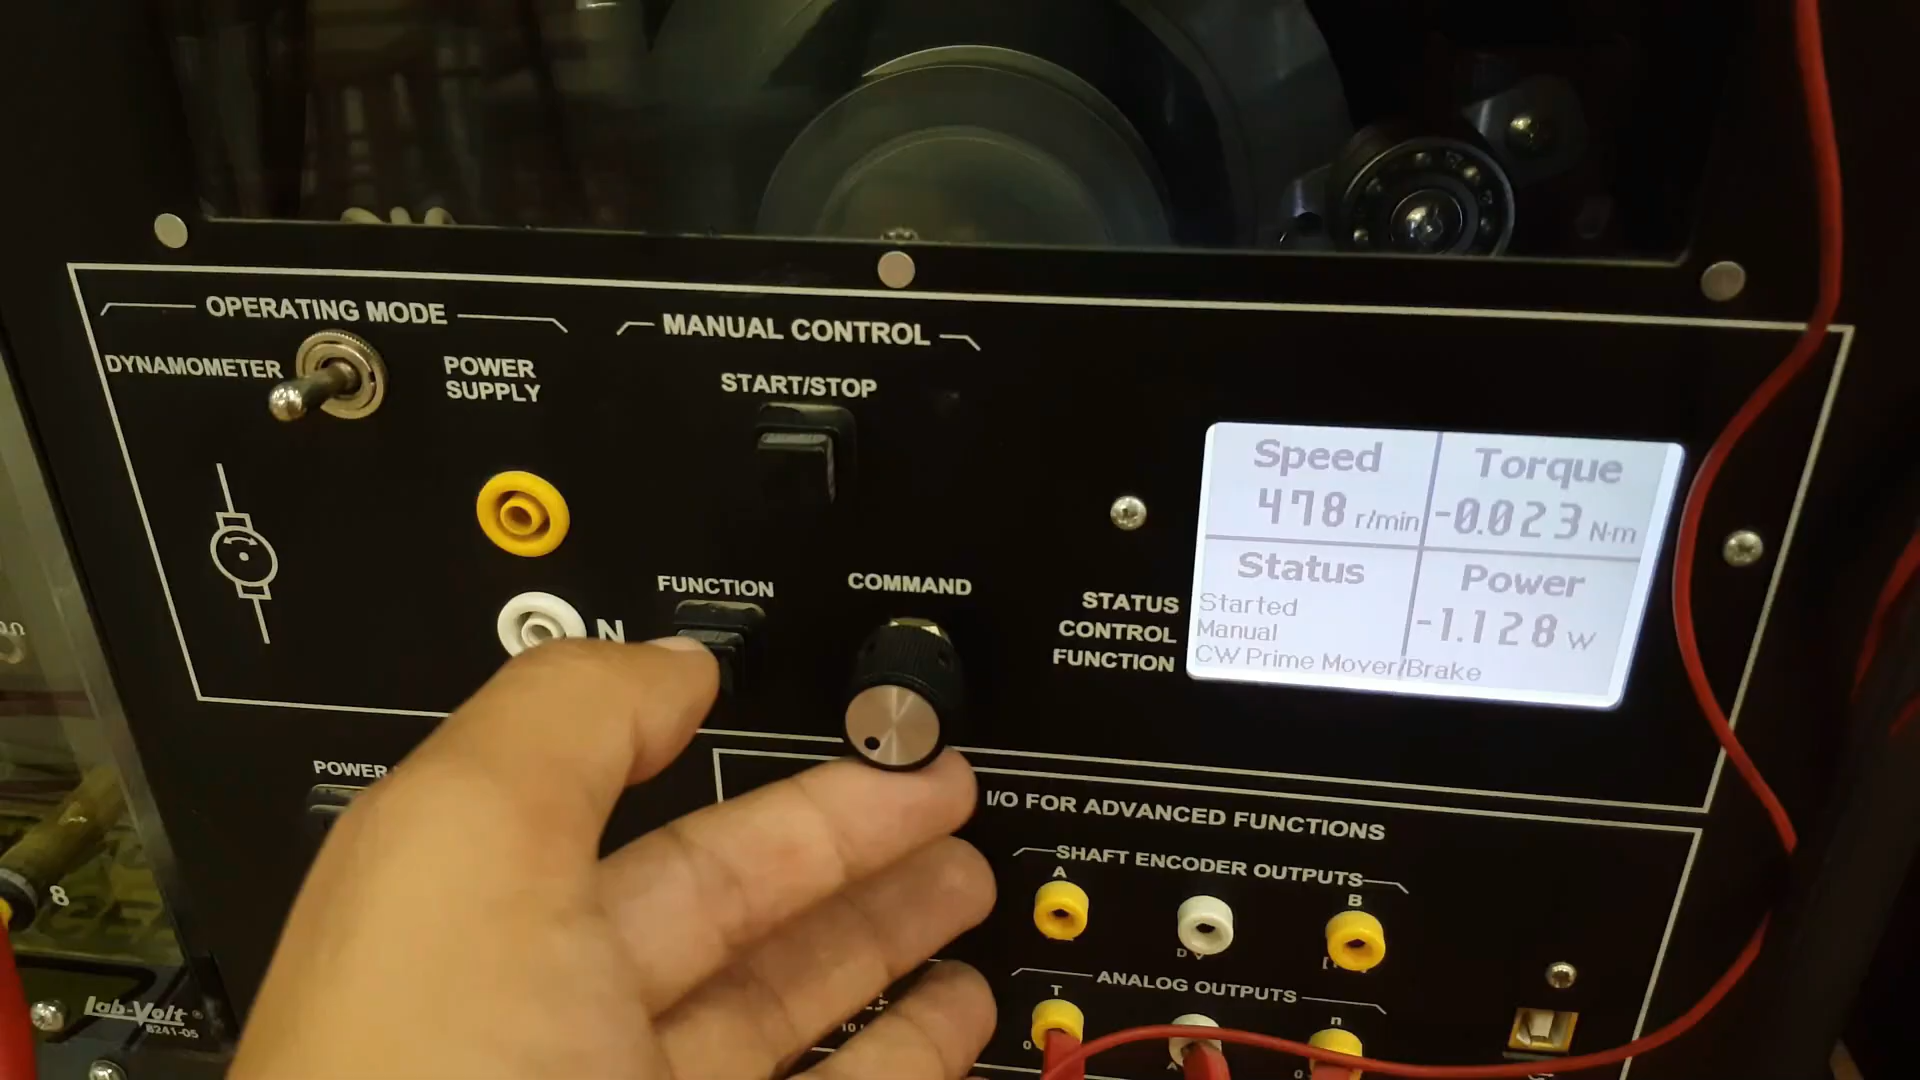 OPERATING MODE
DYNAMOMETER
POWER
SUPPLY
MANUAL CONTROL
START/STOP
N
FUNCTION
COMMAND
STATUS
CONTROL
FUNCTION
Speed
478 r/min
Torque
-0.023 N·m
Status
Started
Manual
CW Prime Mover/Brake
Power
-1.128 W
POWER
I/O FOR ADVANCED FUNCTIONS
SHAFT ENCODER OUTPUTS
A
B
ANALOG OUTPUTS
T
n
8
Lab-Volt®
8241-05